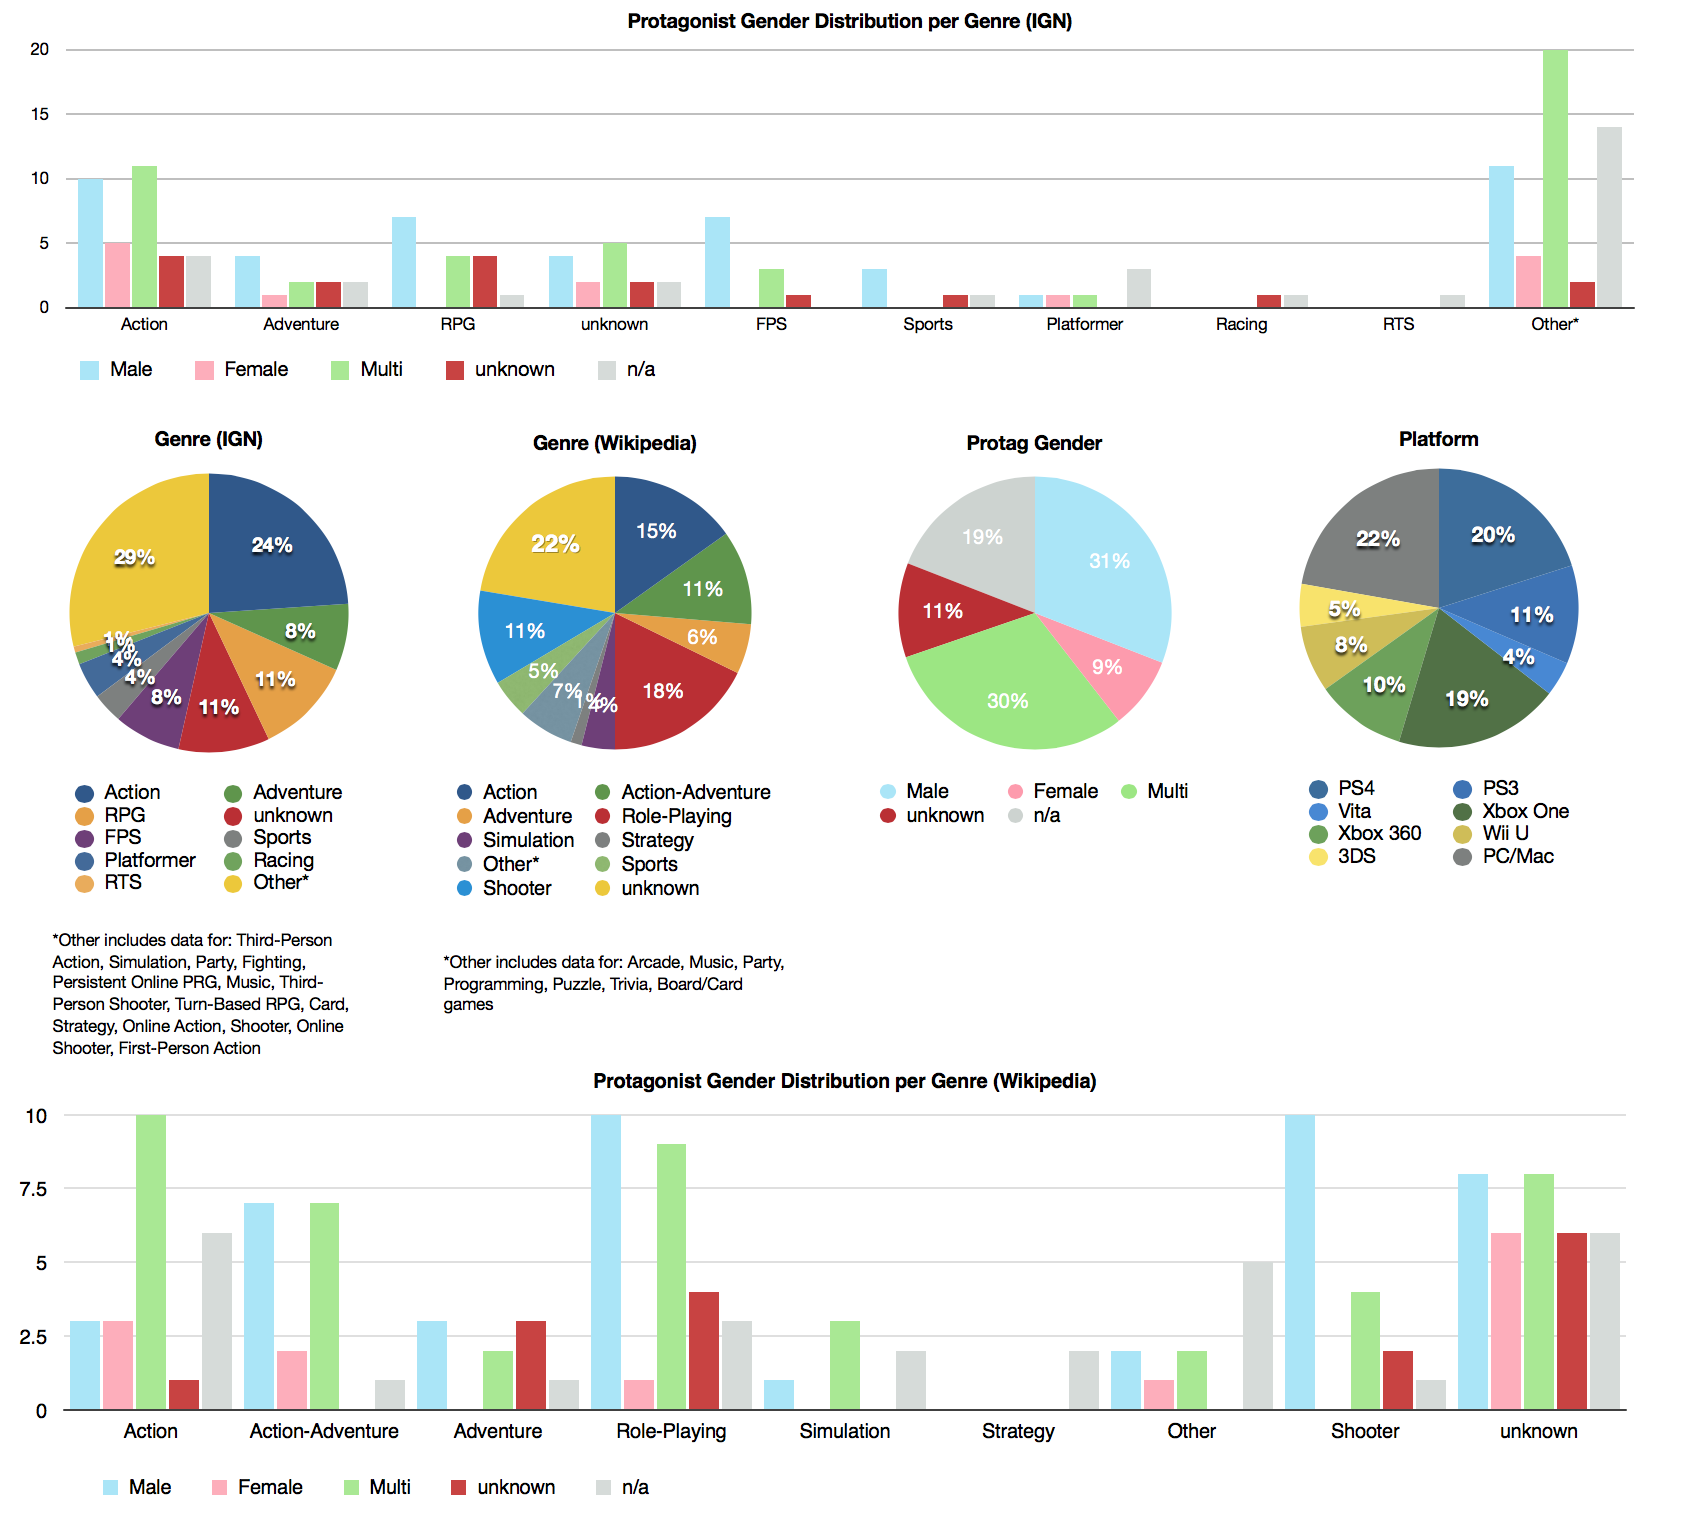 Protagonist Gender Distribution per Genre (IGN)
20
15
10
5
0
Action Adventure RPG unknown FPS Sports Platformer Racing RTS Other*
Male Female Multi unknown n/a
Genre (IGN)
24%
8%
11%
11%
8%
4%
4%
1%
1%
29%
Action Adventure
RPG unknown
FPS Sports
Platformer Racing
RTS Other*
*Other includes data for: Third-Person
Action, Simulation, Party, Fighting,
Persistent Online PRG, Music, Third-
Person Shooter, Turn-Based RPG, Card,
Strategy, Online Action, Shooter, Online
Shooter, First-Person Action
Genre (Wikipedia)
15%
11%
6%
18%
4%
1%
7%
5%
11%
22%
Action Action-Adventure
Adventure Role-Playing
Simulation Strategy
Other* Sports
Shooter unknown
*Other includes data for: Arcade, Music, Party,
Programming, Puzzle, Trivia, Board/Card
games
Protag Gender
31%
9%
30%
11%
19%
Male Female Multi
unknown n/a
Platform
20%
11%
4%
19%
10%
8%
5%
22%
PS4 PS3
Vita Xbox One
Xbox 360 Wii U
3DS PC/Mac
Protagonist Gender Distribution per Genre (Wikipedia)
10
7.5
5
2.5
0
Action Action-Adventure Adventure Role-Playing Simulation Strategy Other Shooter unknown
Male Female Multi unknown n/a